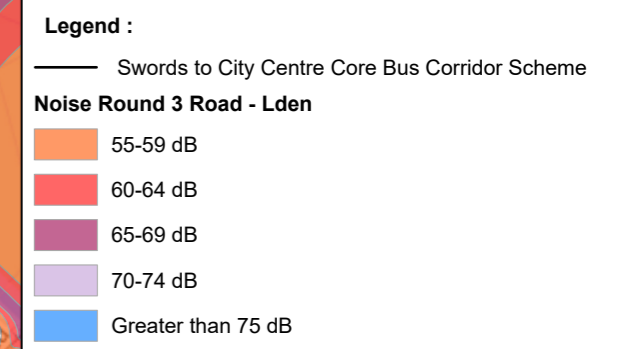 Legend :
Swords to City Centre Core Bus Corridor Scheme
Noise Round 3 Road - Lden
55-59 dB
60-64 dB
65-69 dB
70-74 dB
Greater than 75 dB